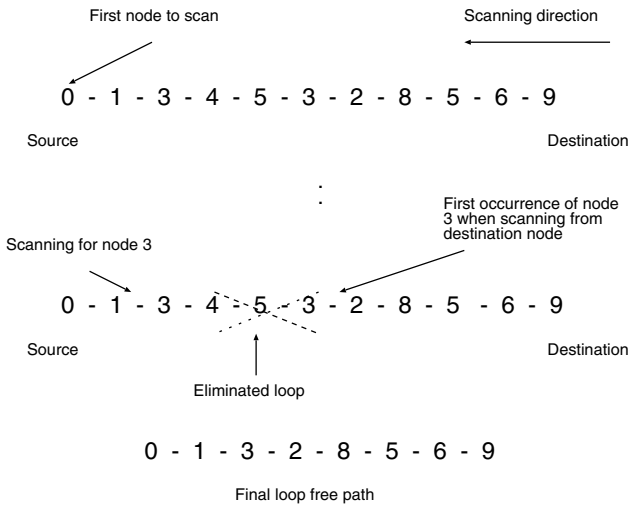 First node to scan
Scanning direction
0 - 1 - 3 - 4 - 5 - 3 - 2 - 8 - 5 - 6 - 9
Source
Destination
First occurrence of node
3 when scanning from
destination node
Scanning for node 3
0 - 1 - 3 - 4 - 5 - 3 - 2 - 8 - 5 - 6 - 9
Source
Destination
Eliminated loop
0 - 1 - 3 - 2 - 8 - 5 - 6 - 9
Final loop free path